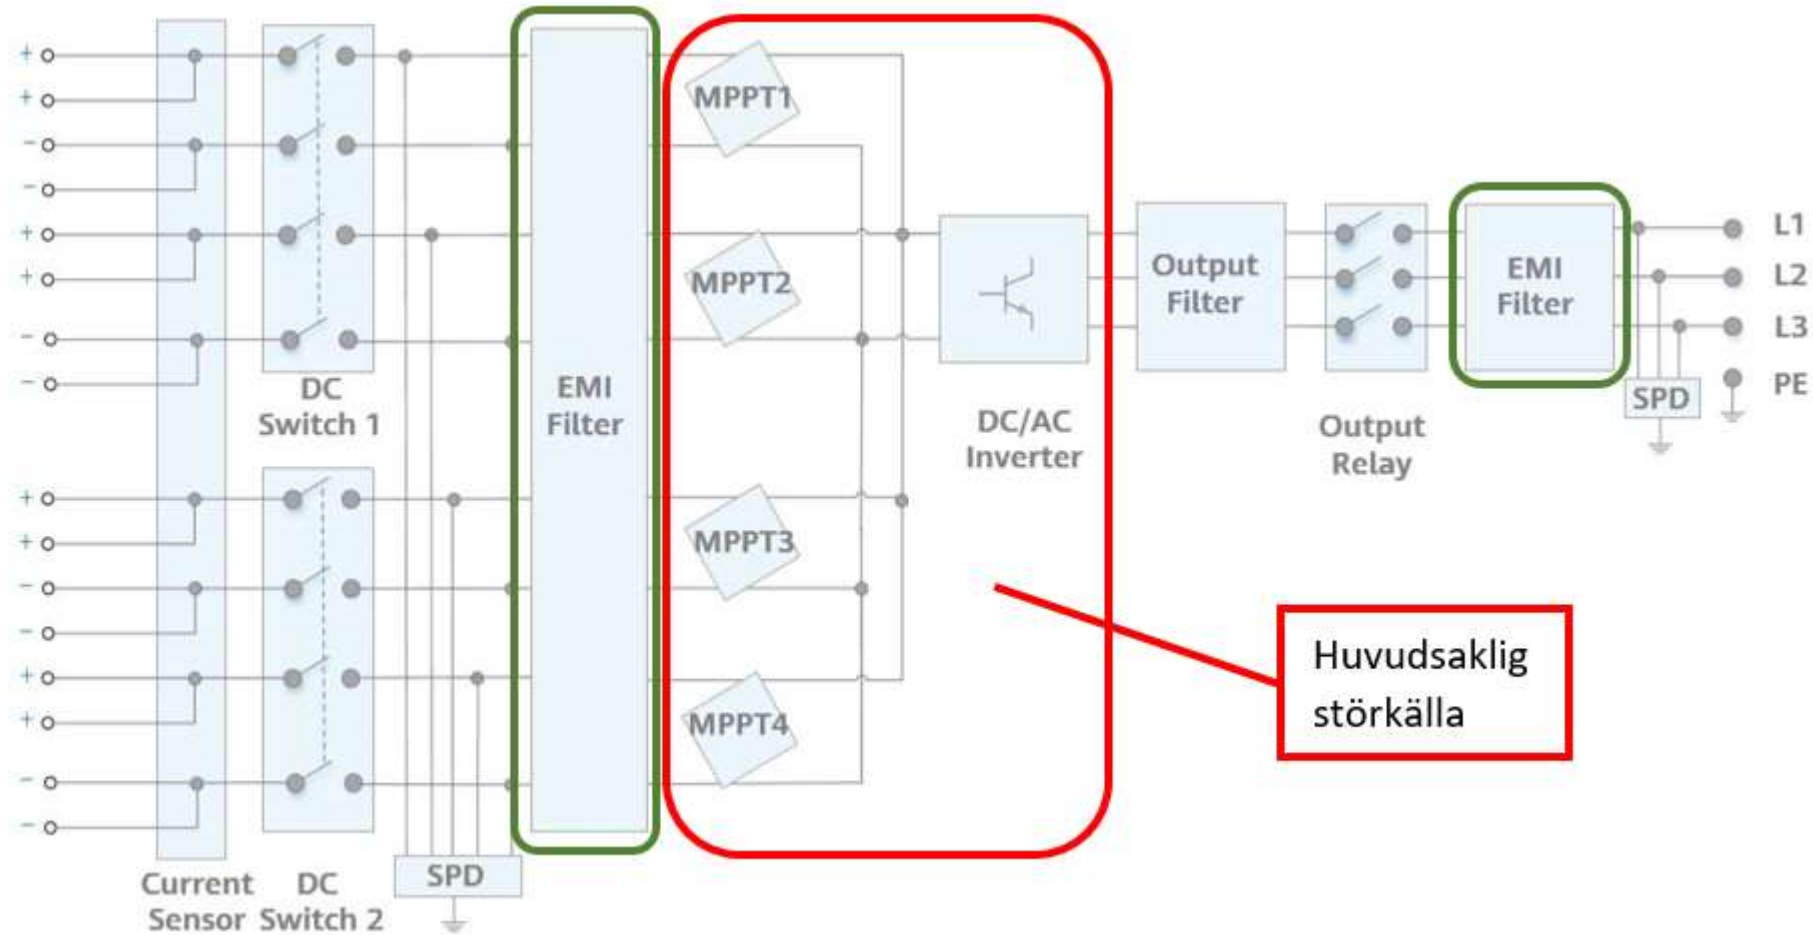 +
+
-
-
+
+
-
-
+
+
-
-
+
+
-
-
Current
Sensor
DC
Switch 1
DC
Switch 2
SPD
EMI
Filter
MPPT1
MPPT2
MPPT3
MPPT4
DC/AC
Inverter
Output
Filter
Output
Relay
EMI
Filter
SPD
L1
L2
L3
PE
Huvudsaklig
störkälla